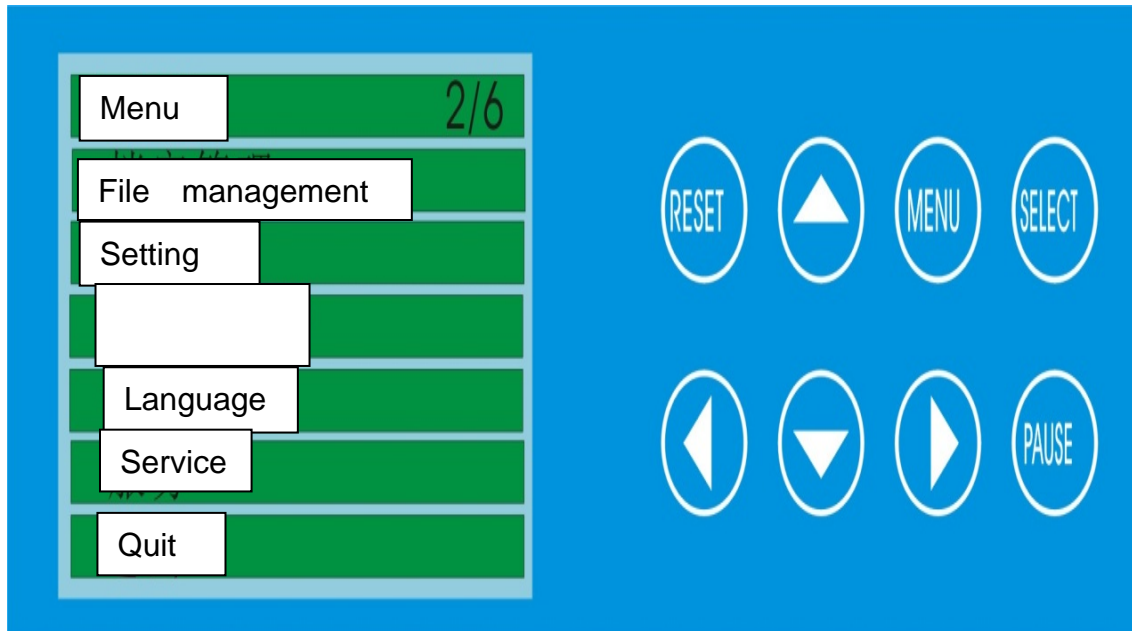 Menu 2/6
File management
Setting
Language
Service
Quit
RESET MENU SELECT
PAUSE